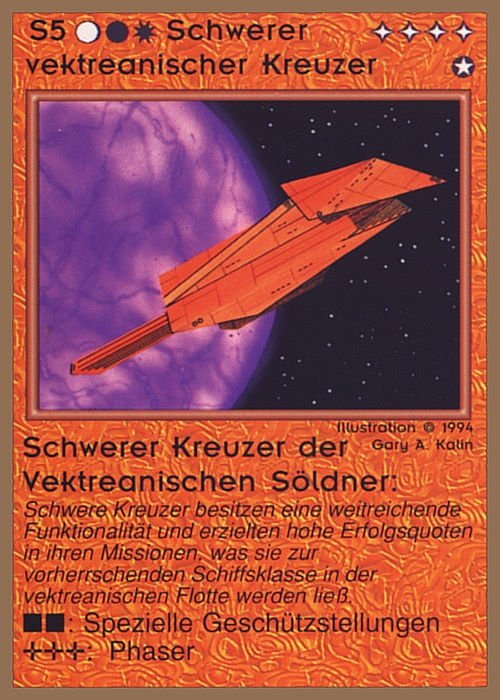 S5 Schwerer
vektreanischer Kreuzer
Illustration © 1994
Gary A. Kalin
Schwerer Kreuzer der
Vektreanischen Söldner:
Schwere Kreuzer besitzen eine weitreichende
Funktionalität und erzielten hohe Erfolgsquoten
in ihren Missionen, was sie zur
vorherrschenden Schiffsklasse in der
vektreanischen Flotte werden ließ.
■■: Spezielle Geschützstellungen
✢✢✢: Phaser